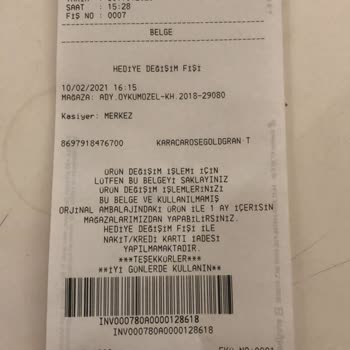 SAAT : 15:28
FİŞ NO : 0007
BELGE
HEDİYE DEĞİŞİM FİŞİ
10/02/2021 16:15
MAĞAZA: ADY.OYKUMOZEL-KH.2018-29080
Kasiyer: MERKEZ
8697918476700 KARACAROSEGOLDGRAN T
ÜRÜN DEĞİŞİM İŞLEMİ İÇİN
LÜTFEN BU BELGEYİ SAKLAYINIZ
ÜRÜN DEĞİŞİM İŞLEMLERİNİZİ
BU BELGE VE KULLANILMAMIŞ
ORJİNAL AMBALAJINDAKİ ÜRÜN İLE 1 AY İÇERİSİN
MAĞAZALARIMIZDAN YAPABİLİRSİNİZ.
HEDİYE DEĞİŞİM FİŞİ İLE
NAKİT/KREDİ KARTI İADESİ
YAPILMAMAKTADIR.
***TEŞEKKÜRLER***
**İYİ GÜNLERDE KULLANIN**
INV000780A0000128618
INV000780A0000128618